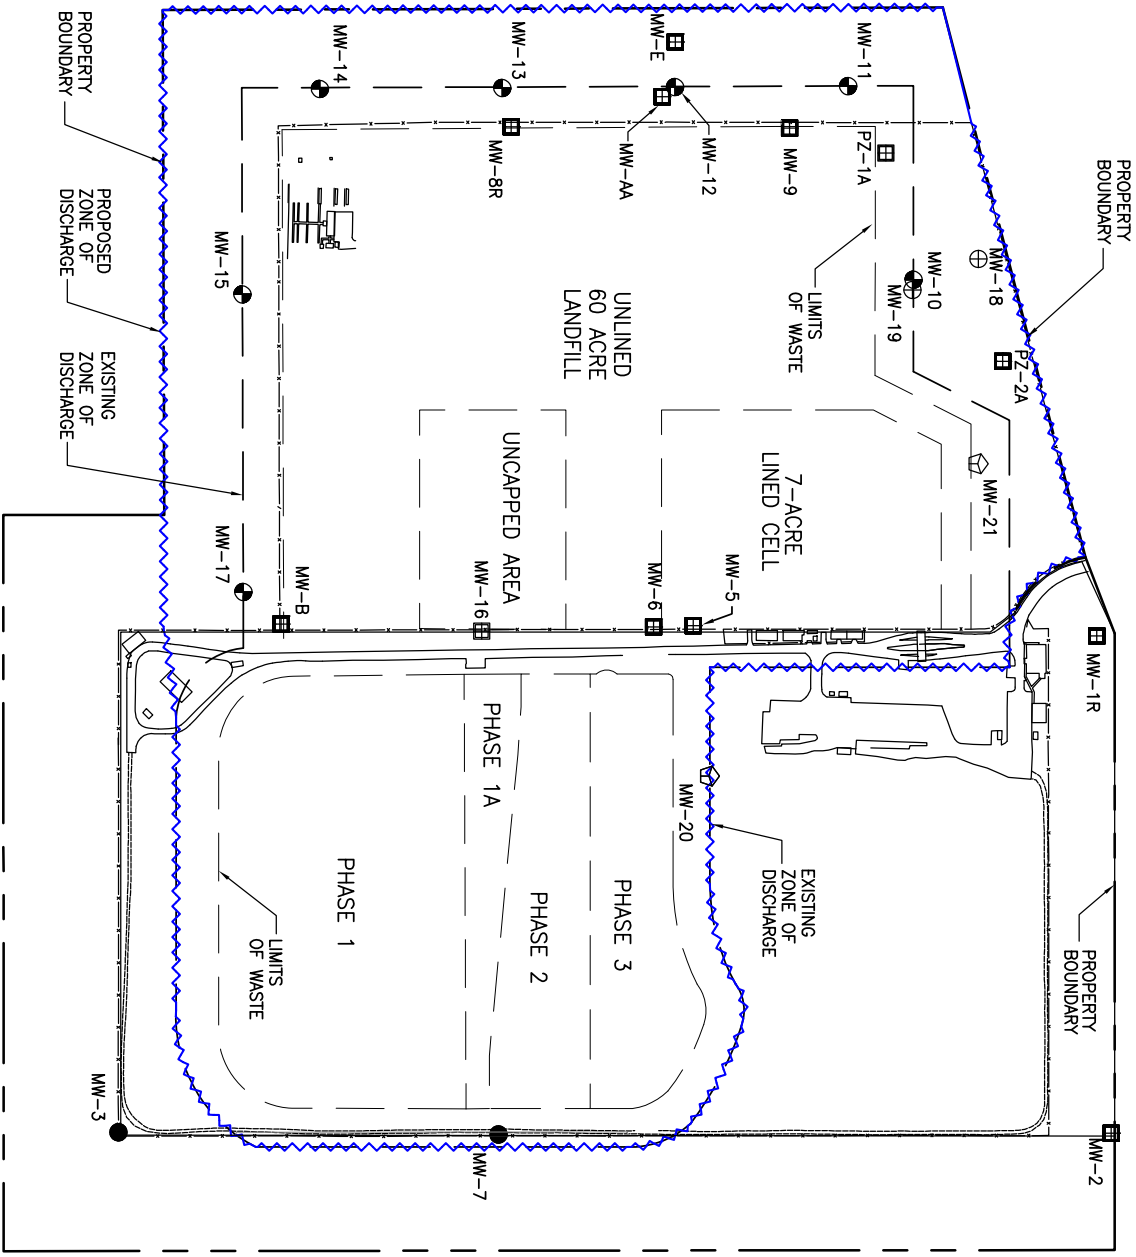 PROPERTY
BOUNDARY
MW-14
MW-13
MW-E
MW-11
MW-12
MW-AA
MW-8R
MW-9
PZ-1A
PROPERTY
BOUNDARY
PROPOSED
ZONE OF
DISCHARGE
MW-15
EXISTING
ZONE OF
DISCHARGE
UNLINED
60 ACRE
LANDFILL
LIMITS
OF WASTE
MW-10
MW-19
MW-18
PZ-2A
MW-21
7-ACRE
LINED CELL
UNCAPPED AREA
MW-17
MW-B
MW-16
MW-6
MW-5
MW-1R
PHASE 1A
MW-20
PHASE 1
PHASE 2
PHASE 3
EXISTING
ZONE OF
DISCHARGE
LIMITS
OF WASTE
PROPERTY
BOUNDARY
MW-3
MW-7
MW-2